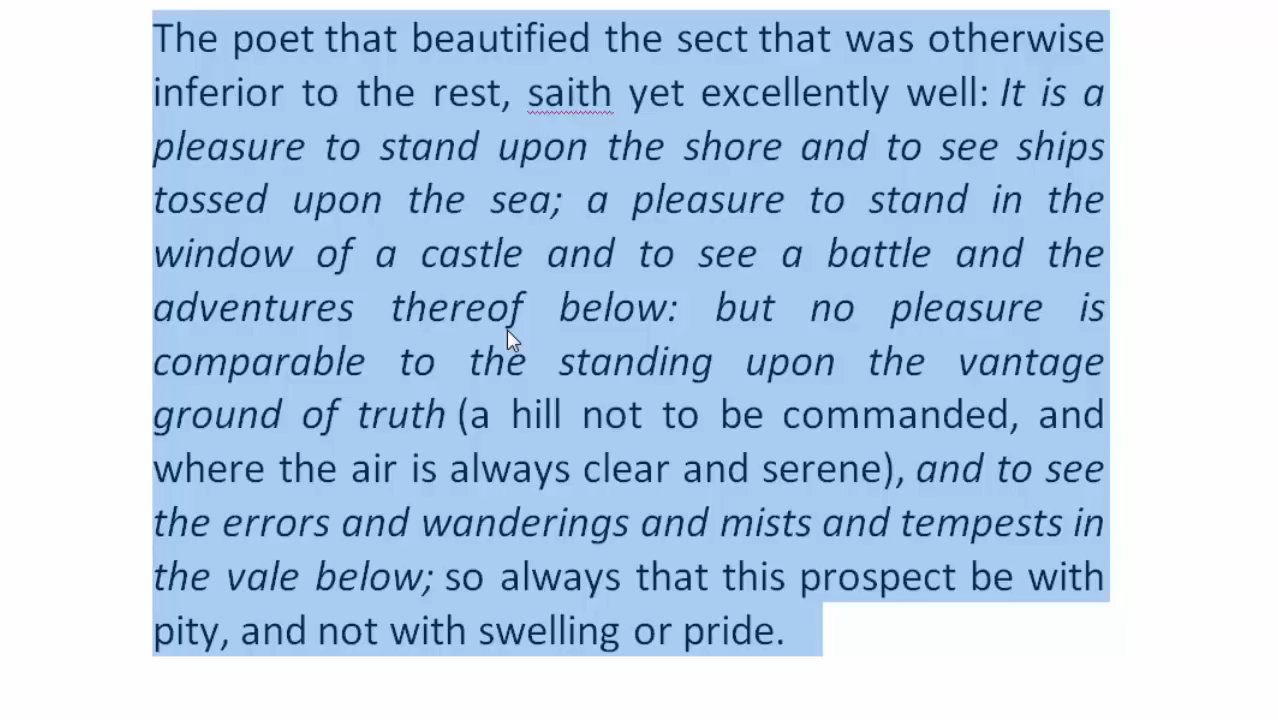 The poet that beautified the sect that was otherwise
inferior to the rest, saith yet excellently well: It is a
pleasure to stand upon the shore and to see ships
tossed upon the sea; a pleasure to stand in the
window of a castle and to see a battle and the
adventures thereof below: but no pleasure is
comparable to the standing upon the vantage
ground of truth (a hill not to be commanded, and
where the air is always clear and serene), and to see
the errors and wanderings and mists and tempests in
the vale below; so always that this prospect be with
pity, and not with swelling or pride.